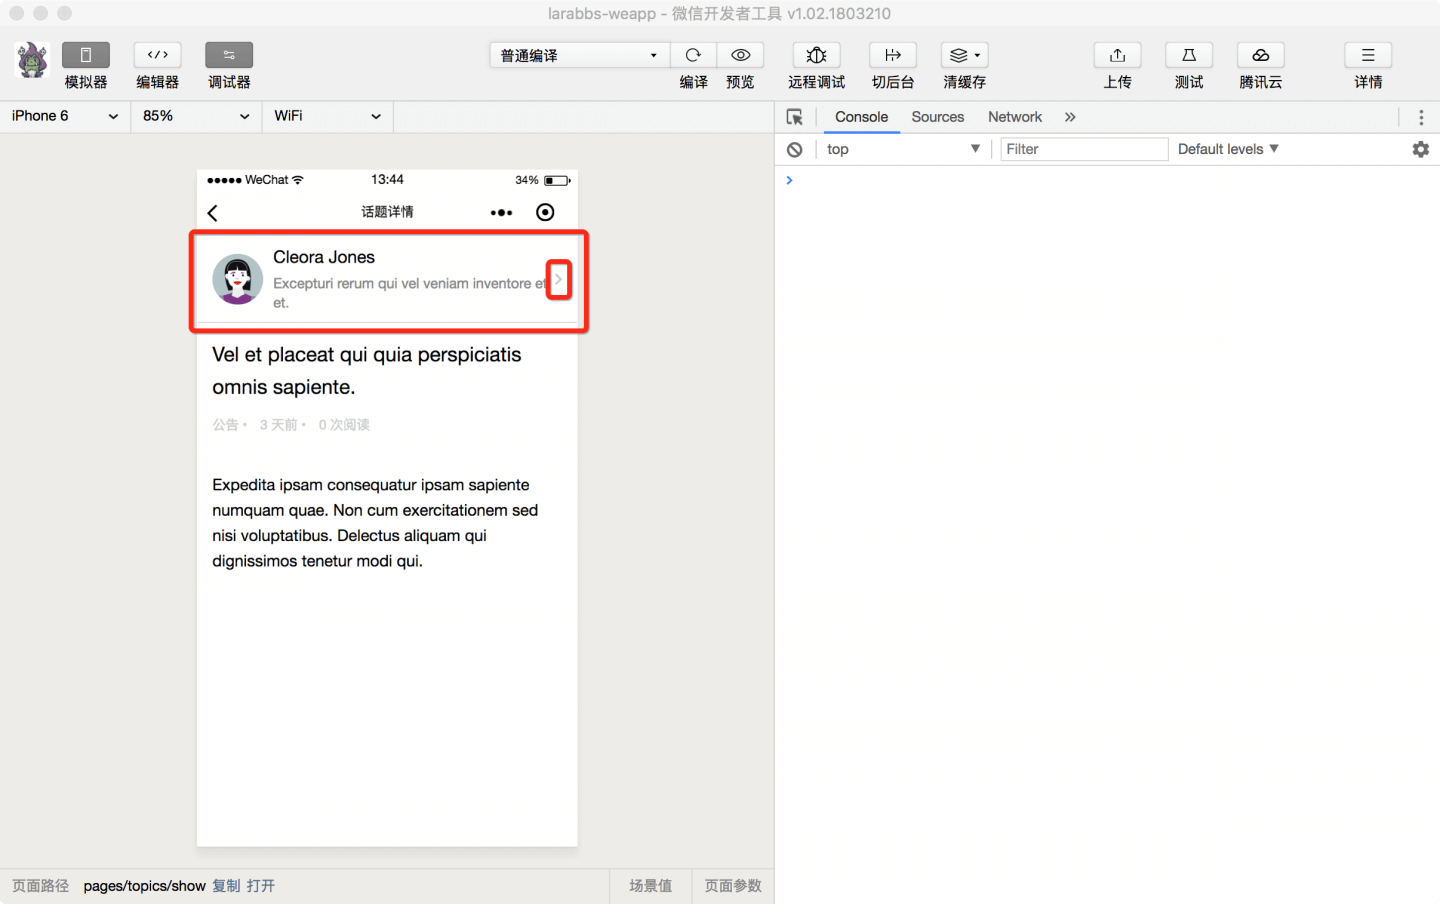 larabbs-weapp - 微信开发者工具 v1.02.1803210
模拟器
编辑器
调试器
普通编译
编译
预览
远程调试
切后台
清缓存
上传
测试
腾讯云
详情
iPhone 6
85%
WiFi
Console
Sources
Network
top
Filter
Default levels
WeChat
13:44
34%
话题详情
Cleora Jones
Excepturi rerum qui vel veniam inventore et
et.
Vel et placeat qui quia perspiciatis
omnis sapiente.
公告 • 3 天前 • 0 次阅读
Expedita ipsam consequatur ipsam sapiente
numquam quae. Non cum exercitationem sed
nisi voluptatibus. Delectus aliquam qui
dignissimos tenetur modi qui.
页面路径 pages/topics/show 复制 打开
场景值
页面参数